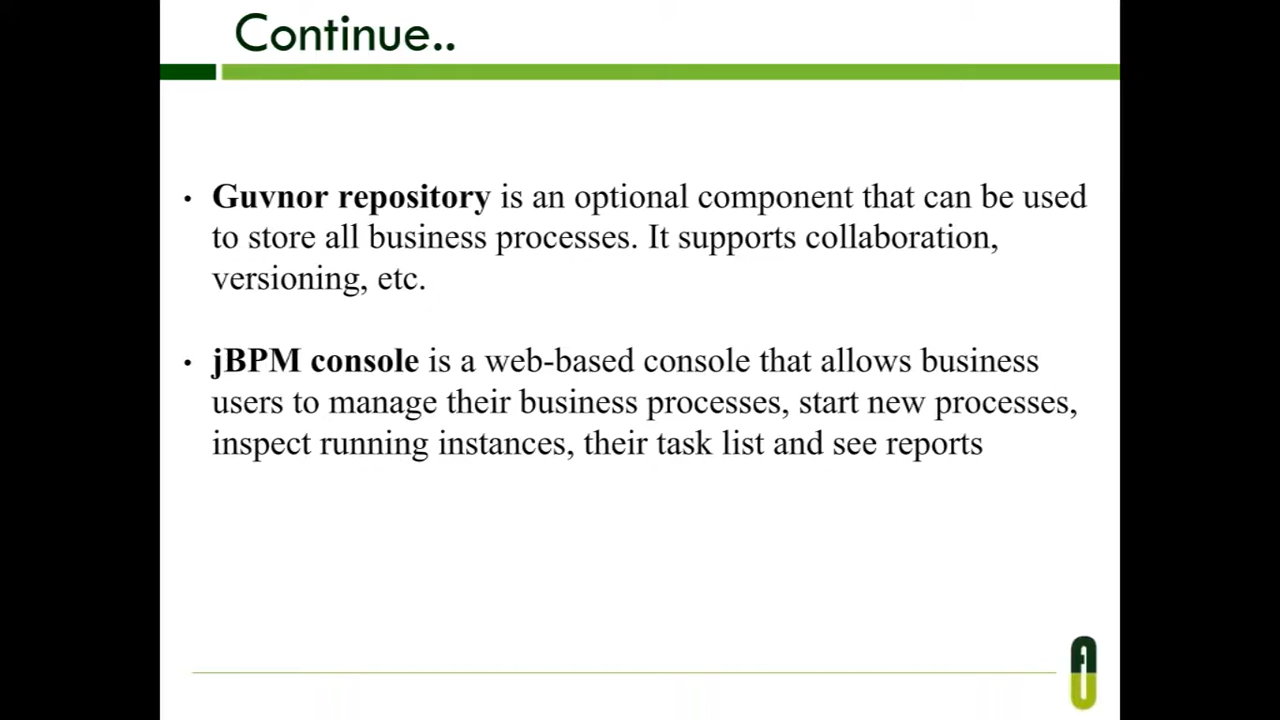 Continue..
• Guvnor repository is an optional component that can be used
to store all business processes. It supports collaboration,
versioning, etc.
• jBPM console is a web-based console that allows business
users to manage their business processes, start new processes,
inspect running instances, their task list and see reports